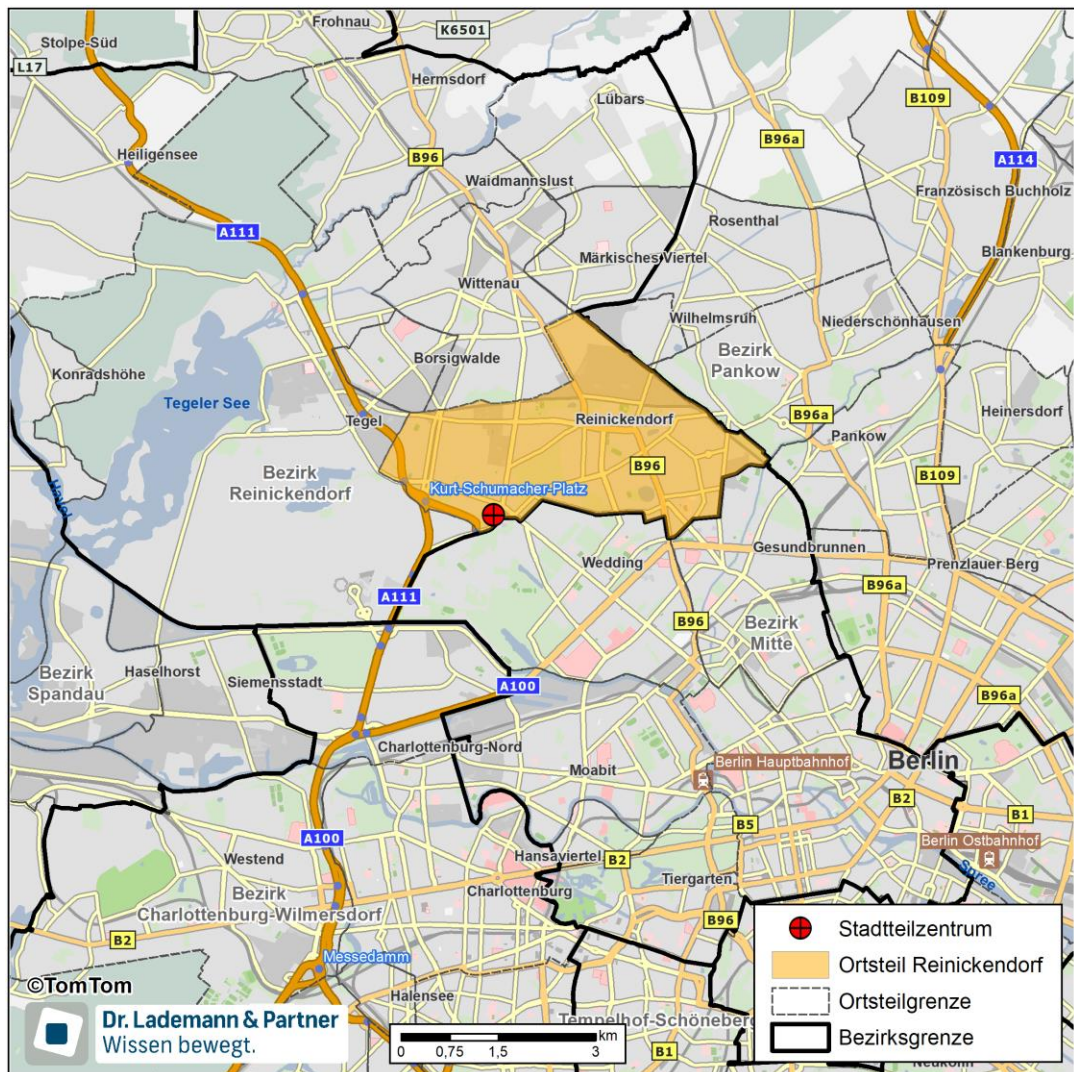 Frohnau
K6501
Stolpe-Süd
L17
Hermsdorf
Lübars
B109
B96a
Heiligensee
B96
A114
Waidmannslust
Französisch Buchholz
Rosenthal
A111
Blankenburg
Märkisches Viertel
Wittenau
Wilhelmsruh
Niederschönhausen
Borsigwalde
Bezirk
Pankow
Konradshöhe
Tegeler See
Tegel
Reinickendorf
B96a
Heinersdorf
Pankow
Bezirk
Reinickendorf
B96
B109
Kurt-Schumacher-Platz
Havel
Gesundbrunnen
Wedding
Prenzlauer Berg
B96a
A111
B96
Bezirk
Mitte
Bezirk
Spandau
Haselhorst
Siemensstadt
A100
B96a
Charlottenburg-Nord
Berlin
Moabit
Berlin Hauptbahnhof
B2
B5
B1
A100
Westend
Hansaviertel
B2
Berlin Ostbahnhof
Spree
Bezirk
Charlottenburg-Wilmersdorf
Charlottenburg
Tiergarten
B2
B96
Messedamm
Halensee
Tempelhof-Schöneberg
B1
Neukölln
©TomTom
Dr. Lademann & Partner
Wissen bewegt.
km
0 0,75 1,5 3
Stadtteilzentrum
Ortsteil Reinickendorf
Ortsteilgrenze
Bezirksgrenze